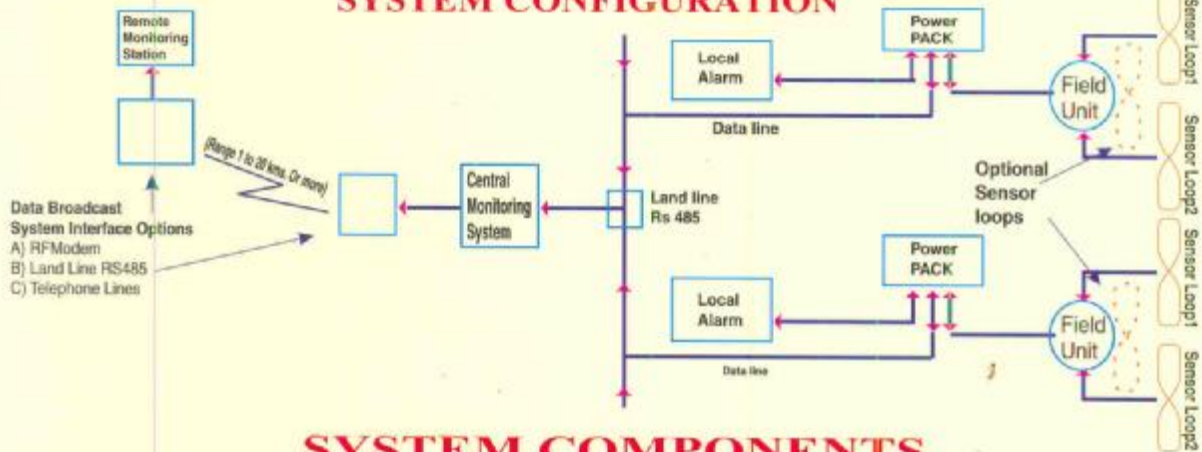 SYSTEM CONFIGURATION
Remote
Monitoring
Station
(Range 1 to 20 kms. Or more)
Data Broadcast
System Interface Options
A) RFModem
B) Land Line RS485
C) Telephone Lines
Central
Monitoring
System
Land line
Rs 485
Local
Alarm
Power
PACK
Data line
Field
Unit
Sensor Loop1
Sensor Loop2
Optional
Sensor
loops
Local
Alarm
Power
PACK
Data line
Field
Unit
Sensor Loop1
Sensor Loop2
SYSTEM COMPONENTS